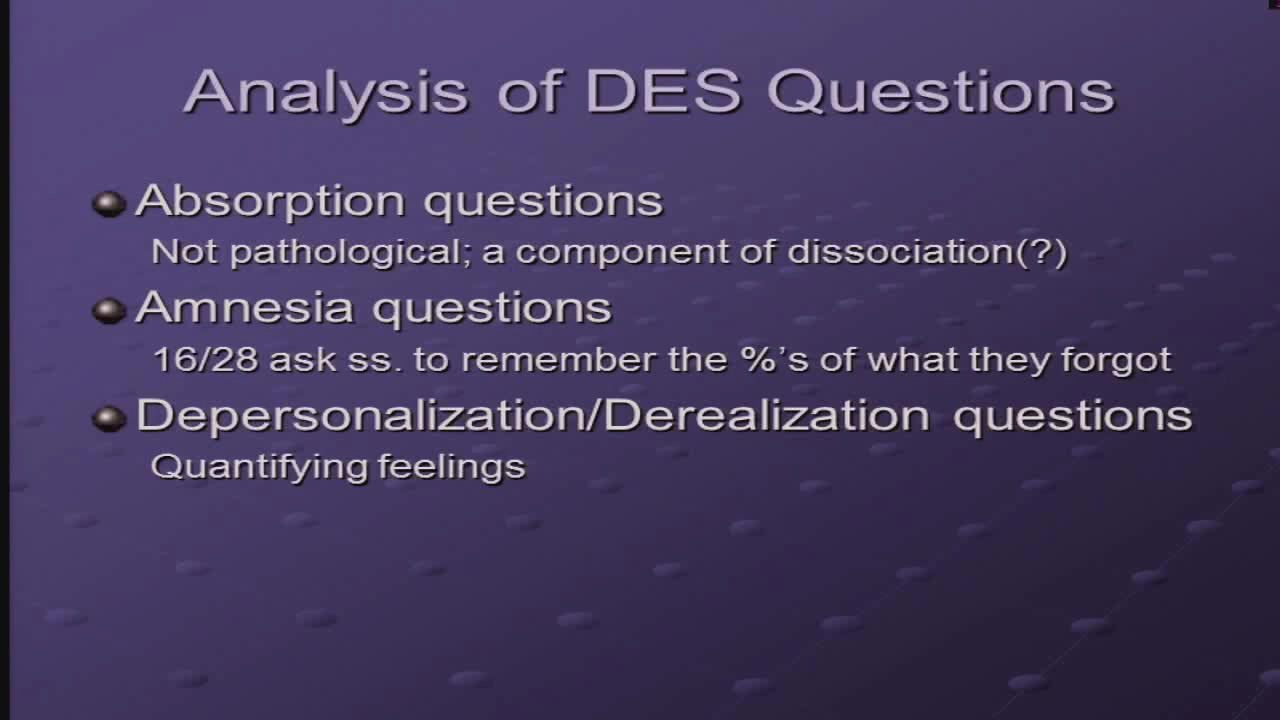 Analysis of DES Questions
Absorption questions
Not pathological; a component of dissociation(?)
Amnesia questions
16/28 ask ss. to remember the %’s of what they forgot
Depersonalization/Derealization questions
Quantifying feelings